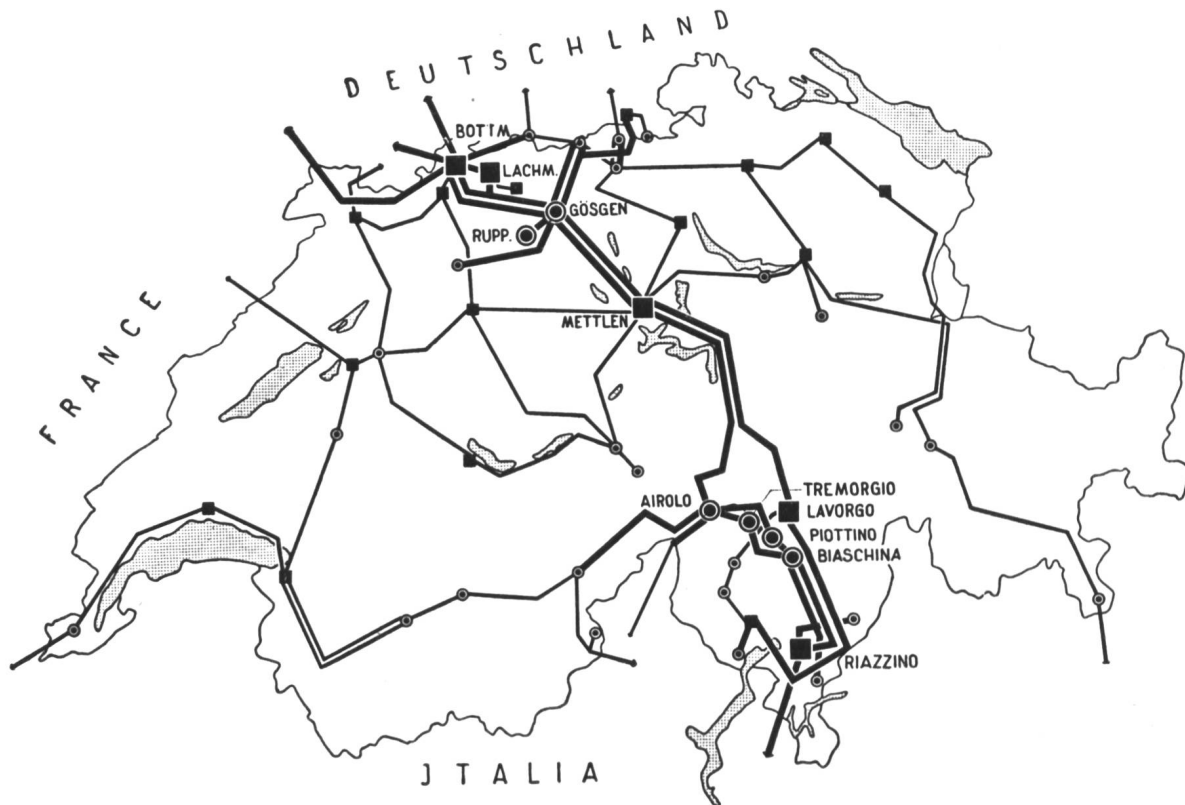 DEUTSCHLAND
BOTTM.
LACHM.
GÖSGEN
RUPP.
FRANCE
METTLEN
AIROLO
TREMORGIO
LAVORGO
PIOTTINO
BIASCHINA
RIAZZINO
JTALIA